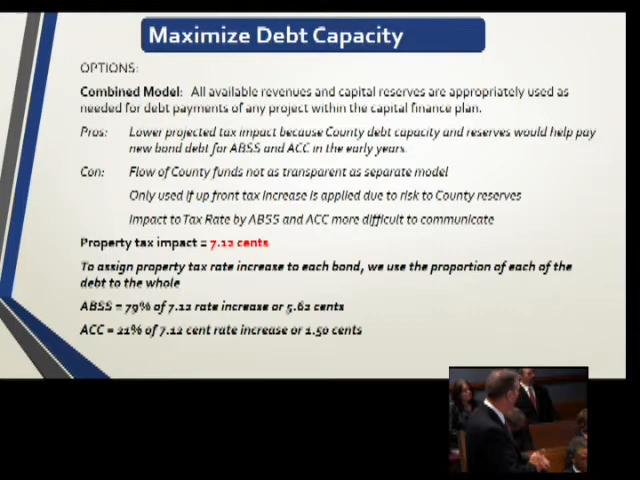 Maximize Debt Capacity
OPTIONS:
Combined Model: All available revenues and capital reserves are appropriately used as
needed for debt payments of any project within the capital finance plan.
Pros: Lower projected tax impact because County debt capacity and reserves would help pay
new bond debt for ABSS and ACC in the early years.
Con: Flow of County funds not as transparent as separate model
Only used if up front tax increase is applied due to risk to County reserves
Impact to Tax Rate by ABSS and ACC more difficult to communicate
Property tax impact = 7.12 cents
To assign property tax rate increase to each bond, we use the proportion of each of the
debt to the whole
ABSS = 79% of 7.12 rate increase or 5.62 cents
ACC = 21% of 7.12 cent rate increase or 1.50 cents